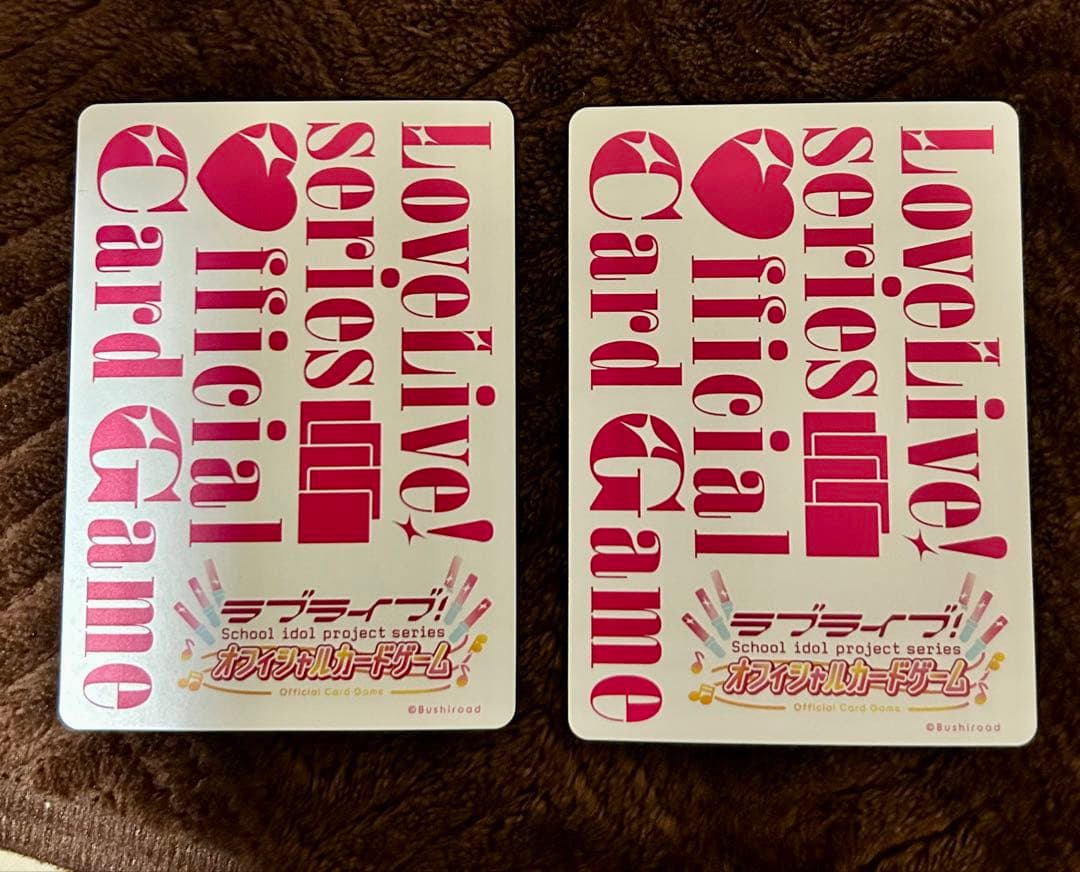 LoveLive!
series
♥fficial
Card Game
ラブライブ!
School idol project series
オフィシャルカードゲーム
Official Card Game
©Bushiroad
LoveLive!
series
♥fficial
Card Game
ラブライブ!
School idol project series
オフィシャルカードゲーム
Official Card Game
©Bushiroad